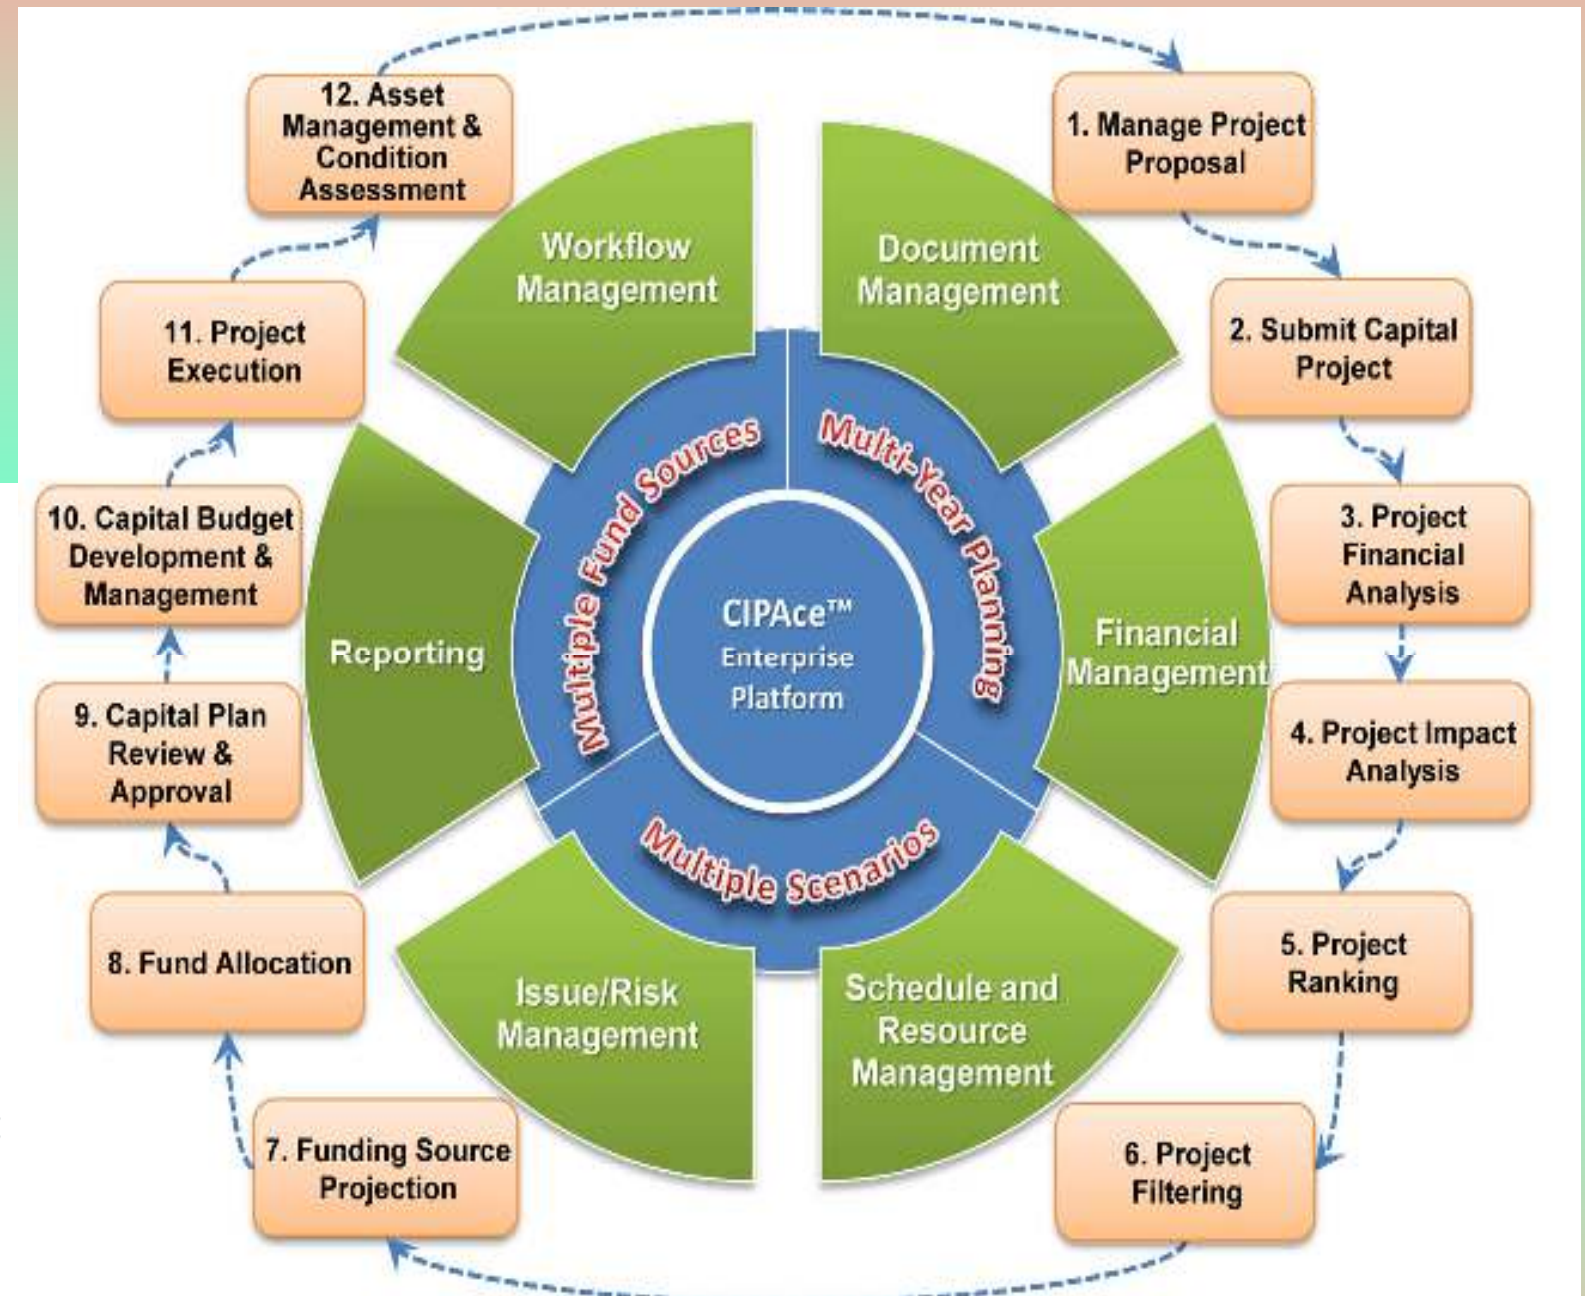 12. Asset
Management &
Condition
Assessment
1. Manage Project
Proposal
Workflow
Management
Document
Management
11. Project
Execution
2. Submit Capital
Project
Multiple Fund Sources
Multi-Year Planning
10. Capital Budget
Development &
Management
3. Project
Financial
Analysis
CIPAce™
Enterprise
Platform
Reporting
Financial
Management
9. Capital Plan
Review &
Approval
4. Project Impact
Analysis
Multiple Scenarios
8. Fund Allocation
5. Project
Ranking
Issue/Risk
Management
Schedule and
Resource
Management
7. Funding Source
Projection
6. Project
Filtering